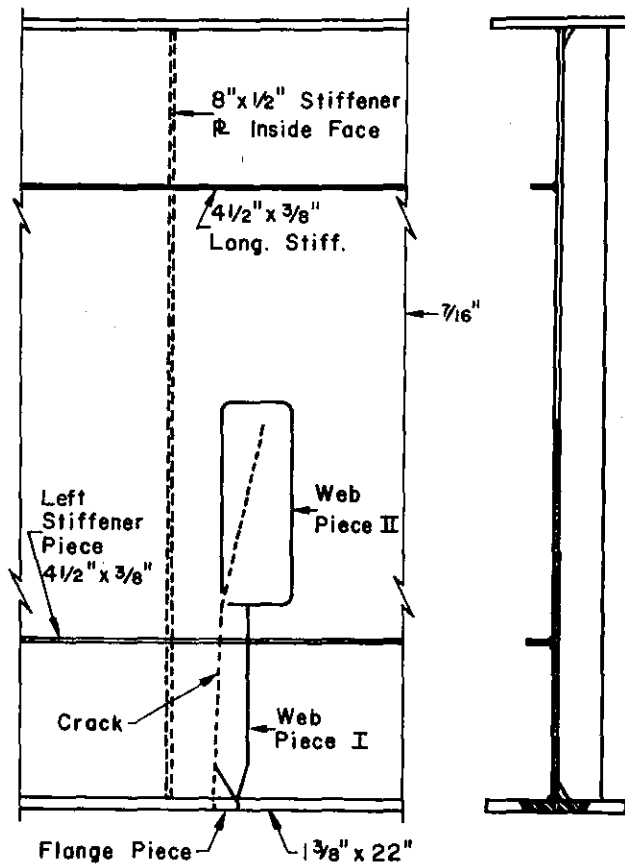 8"x1/2" Stiffener
℄ Inside Face
4 1/2" x 3/8"
Long. Stiff.
7/16"
Left
Stiffener
Piece
4 1/2" x 3/8"
Web
Piece II
Crack
Web
Piece I
Flange Piece
1 3/8" x 22"